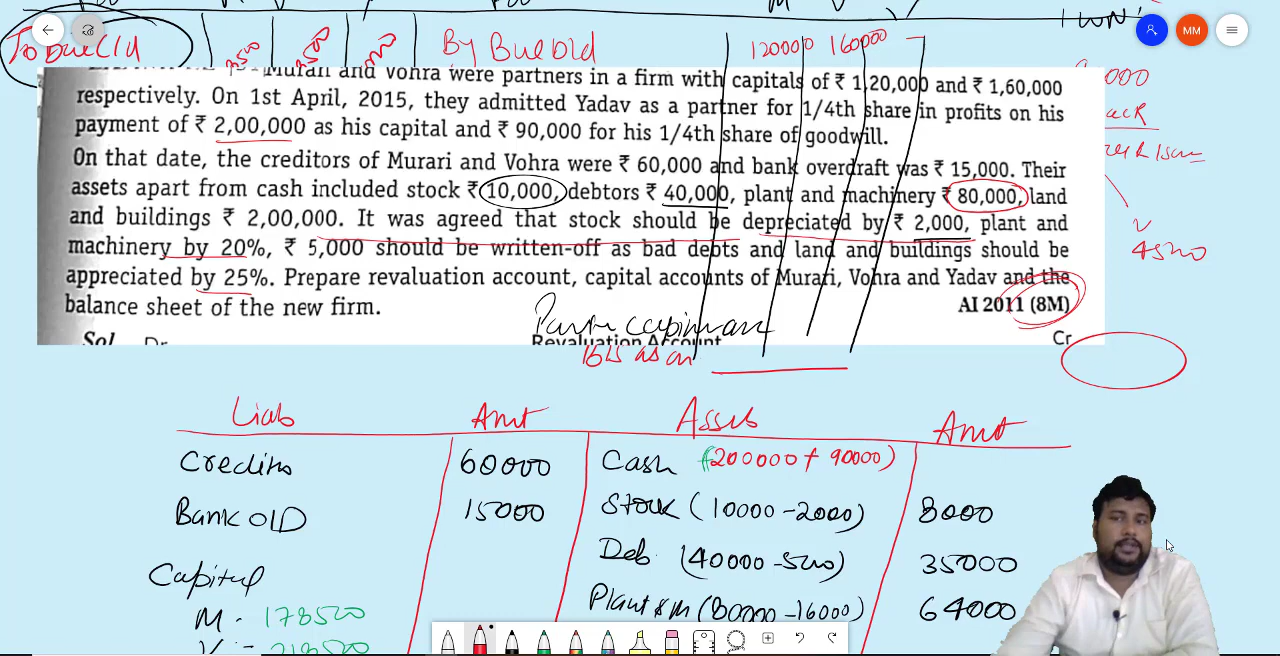 To Bal C/d
By Bal old
120000 160000
MM
Murari and Vohra were partners in a firm with capitals of ₹ 1,20,000 and ₹ 1,60,000
respectively. On 1st April, 2015, they admitted Yadav as a partner for 1/4th share in profits on his
payment of ₹ 2,00,000 as his capital and ₹ 90,000 for his 1/4th share of goodwill.
On that date, the creditors of Murari and Vohra were ₹ 60,000 and bank overdraft was ₹ 15,000. Their
assets apart from cash included stock ₹ 10,000, debtors ₹ 40,000, plant and machinery ₹ 80,000, land
and buildings ₹ 2,00,000. It was agreed that stock should be depreciated by ₹ 2,000, plant and
machinery by 20%, ₹ 5,000 should be written-off as bad debts and land and buildings should be
appreciated by 25%. Prepare revaluation account, capital accounts of Murari, Vohra and Yadav and the
balance sheet of the new firm.
AI 2011 (8M)
45000
Sol Dr
Revaluation Account
Cr
B/S as on
Liab Amt Assets Amt
Creditors 60000 Cash (200000 + 90000)
Bank O/D 15000 Stock (10000 - 2000) 8000
Deb (40000 - 5000) 35000
Capital
Plant & M (80000 - 16000) 64000
M - 178500
V - 218500